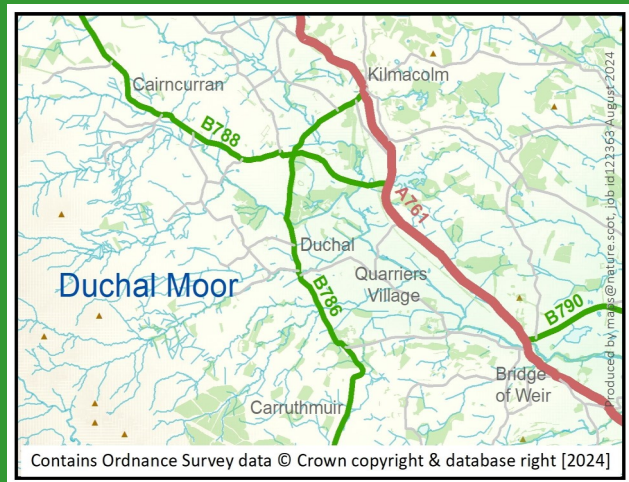 Kilmacolm
Cairncurran
B788
A761
Duchal
Quarriers
Village
Duchal Moor
B786
B790
Bridge
of Weir
Carruthmuir
Produced by maps@nature.scot, job id122363 August 2024
Contains Ordnance Survey data © Crown copyright & database right [2024]